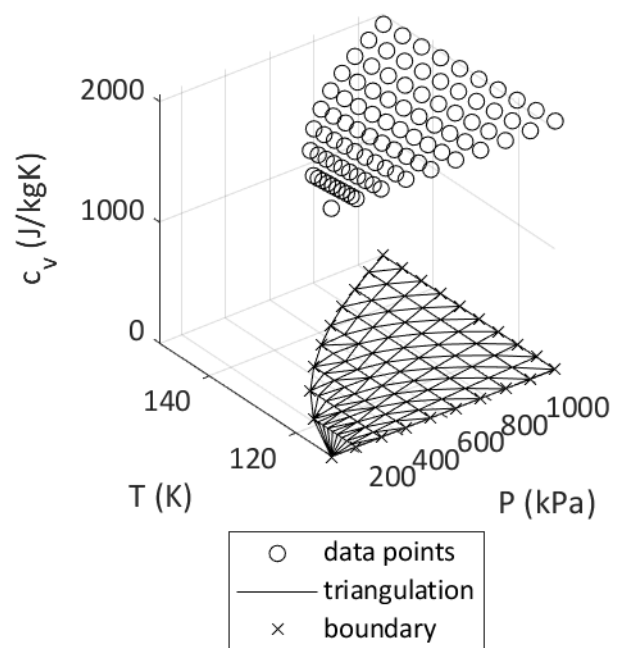 2000
1000
0
c_v (J/kgK)
140
120
T (K)
200
400
600
800
1000
P (kPa)
data points
triangulation
boundary